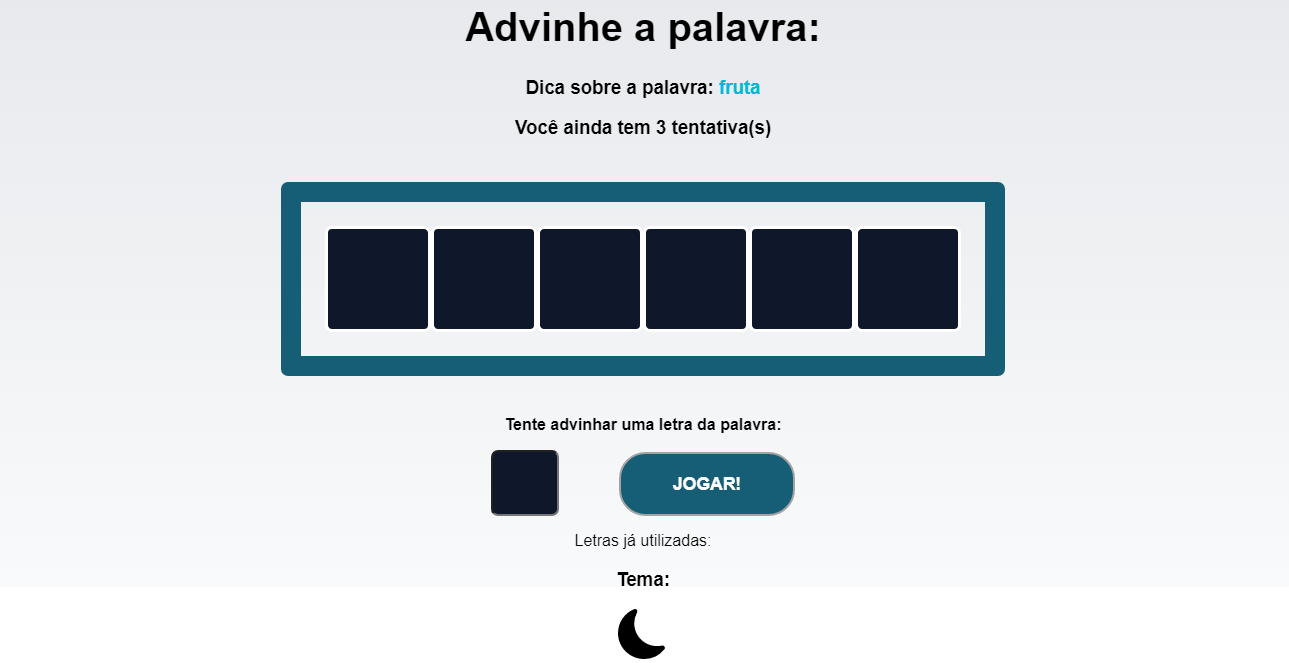 Advinhe a palavra:
Dica sobre a palavra: fruta
Você ainda tem 3 tentativa(s)
Tente advinhar uma letra da palavra:
JOGAR!
Letras já utilizadas:
Tema: